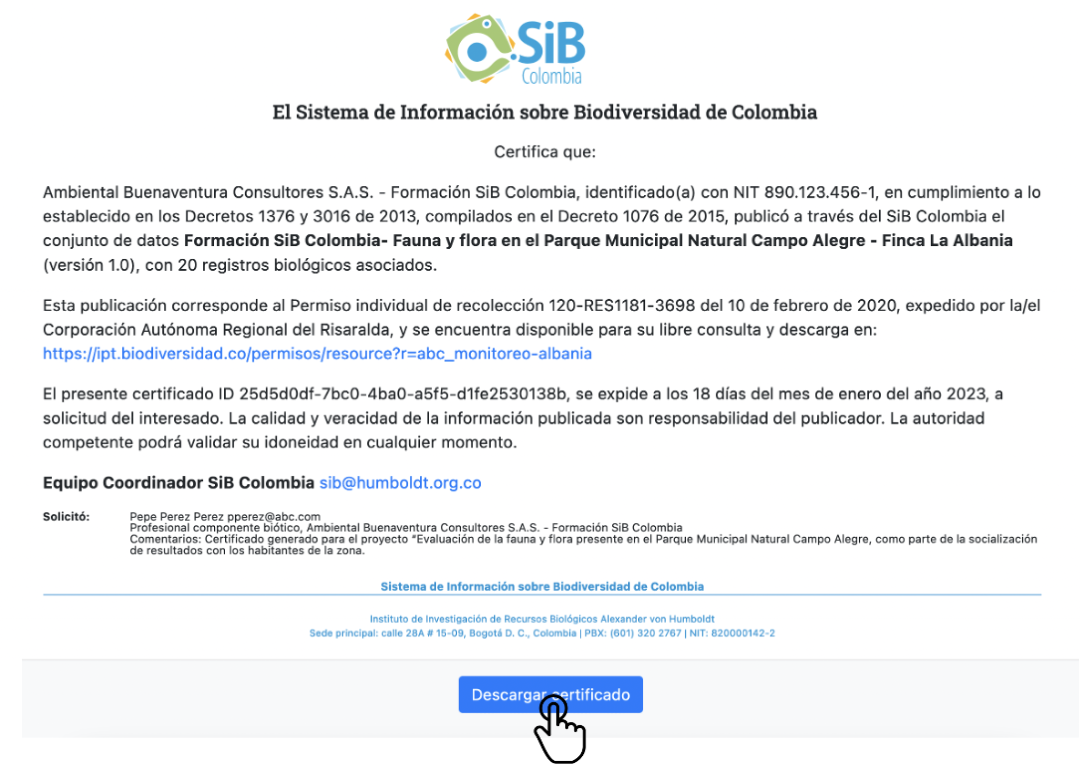 SiB
Colombia
El Sistema de Información sobre Biodiversidad de Colombia
Certifica que:
Ambiental Buenaventura Consultores S.A.S. - Formación SiB Colombia, identificado(a) con NIT 890.123.456-1, en cumplimiento a lo
establecido en los Decretos 1376 y 3016 de 2013, compilados en el Decreto 1076 de 2015, publicó a través del SiB Colombia el
conjunto de datos Formación SiB Colombia- Fauna y flora en el Parque Municipal Natural Campo Alegre - Finca La Albania
(versión 1.0), con 20 registros biológicos asociados.
Esta publicación corresponde al Permiso individual de recolección 120-RES1181-3698 del 10 de febrero de 2020, expedido por la/el
Corporación Autónoma Regional del Risaralda, y se encuentra disponible para su libre consulta y descarga en:
https://ipt.biodiversidad.co/permisos/resource?r=abc_monitoreo-albania
El presente certificado ID 25d5d0df-7bc0-4ba0-a5f5-d1fe2530138b, se expide a los 18 días del mes de enero del año 2023, a
solicitud del interesado. La calidad y veracidad de la información publicada son responsabilidad del publicador. La autoridad
competente podrá validar su idoneidad en cualquier momento.
Equipo Coordinador SiB Colombia sib@humboldt.org.co
Solicitó: Pepe Perez Perez pperez@abc.com
Profesional componente biótico, Ambiental Buenaventura Consultores S.A.S. - Formación SiB Colombia
Comentarios: Certificado generado para el proyecto "Evaluación de la fauna y flora presente en el Parque Municipal Natural Campo Alegre, como parte de la socialización
de resultados con los habitantes de la zona.
Sistema de Información sobre Biodiversidad de Colombia
Instituto de Investigación de Recursos Biológicos Alexander von Humboldt
Sede principal: calle 28A # 15-09, Bogotá D. C., Colombia | PBX: (601) 320 2767 | NIT: 820000142-2
Descargar certificado